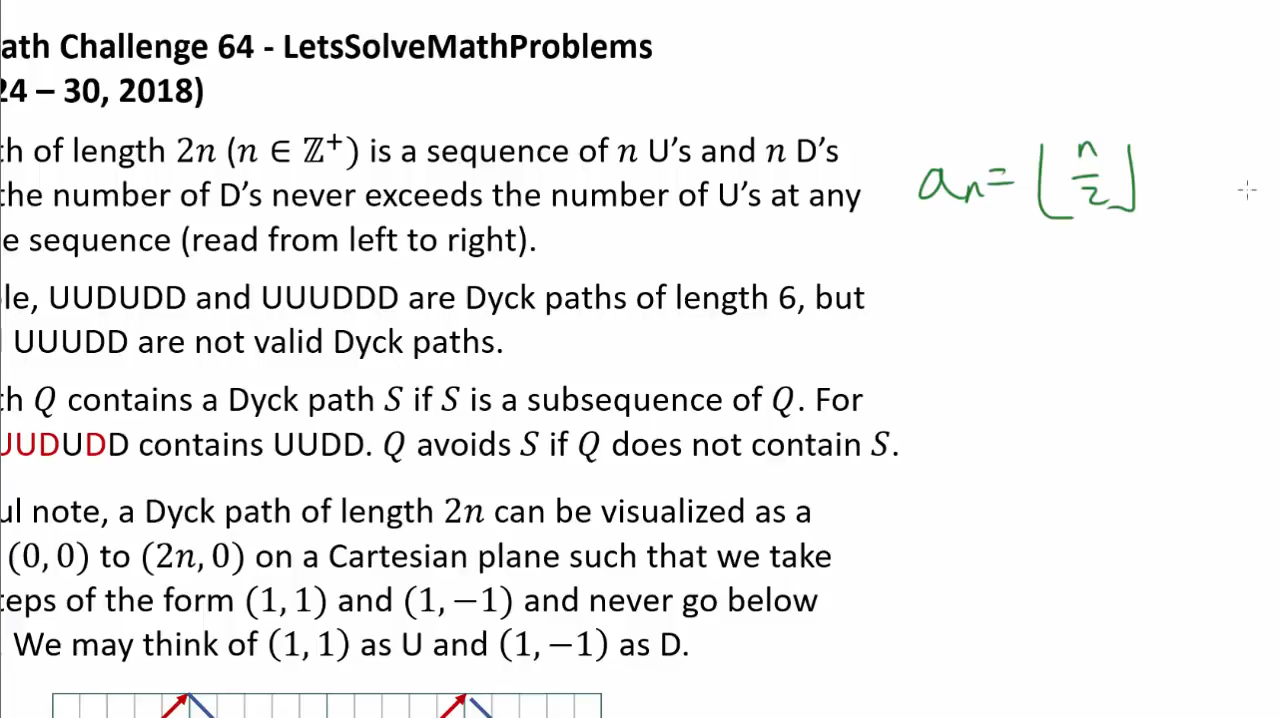 ath Challenge 64 - LetsSolveMathProblems
24 – 30, 2018)
th of length 2n (n ∈ ℤ⁺) is a sequence of n U's and n D's
the number of D's never exceeds the number of U's at any
e sequence (read from left to right).
aₙ = ⌊n/2⌋
le, UUDUDD and UUUDDD are Dyck paths of length 6, but
UUUDD are not valid Dyck paths.
th Q contains a Dyck path S if S is a subsequence of Q. For
UUDUDD contains UUDD. Q avoids S if Q does not contain S.
ul note, a Dyck path of length 2n can be visualized as a
(0, 0) to (2n, 0) on a Cartesian plane such that we take
teps of the form (1, 1) and (1, −1) and never go below
. We may think of (1, 1) as U and (1, −1) as D.